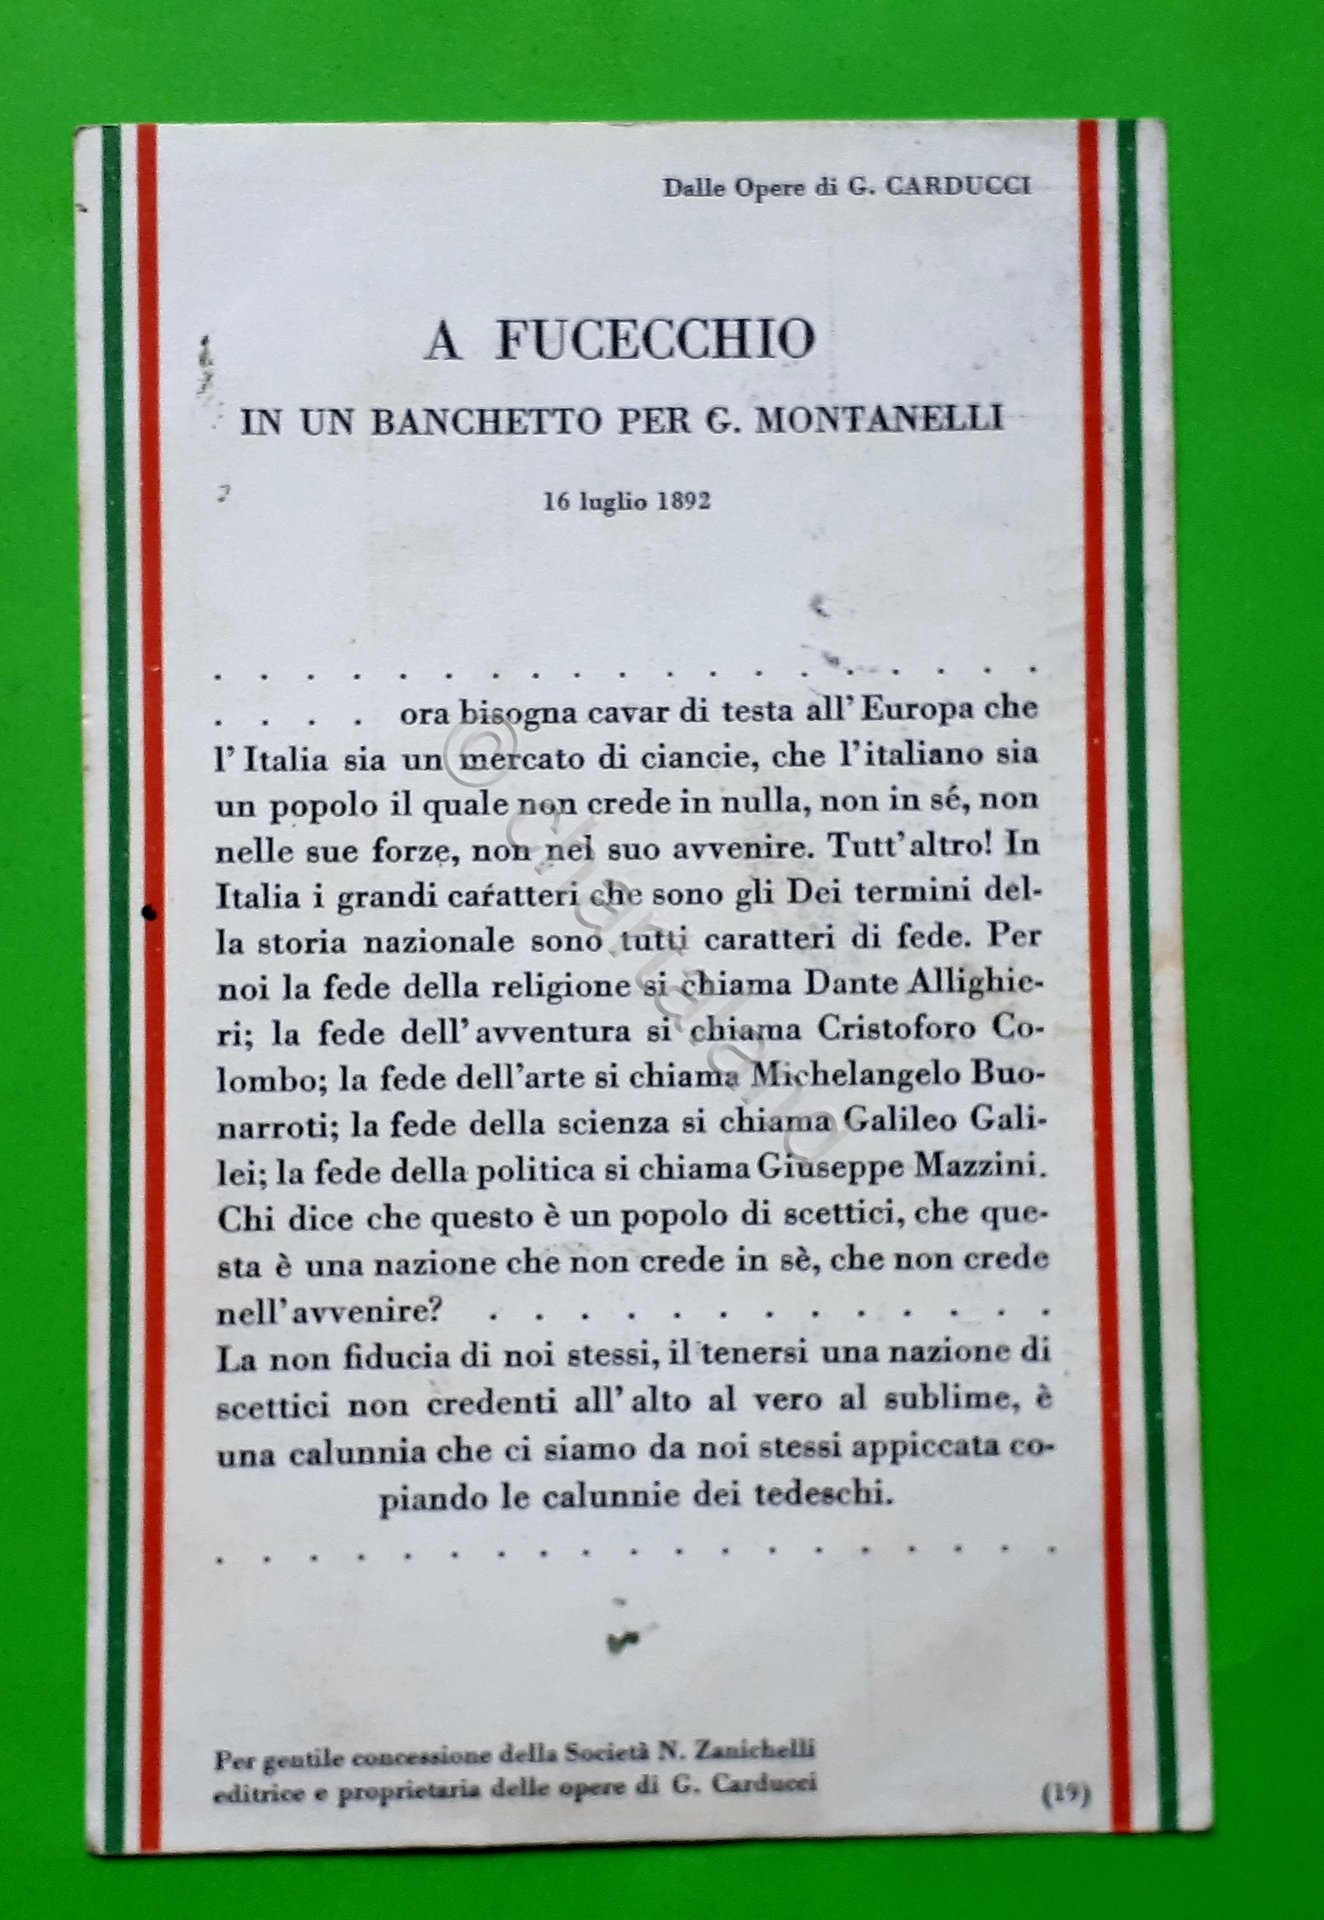 Dalle Opere di G. CARDUCCI
A FUCECCHIO
IN UN BANCHETTO PER G. MONTANELLI
16 luglio 1892
. . . . . . . . . . . . . . . . . . .
. . . . ora bisogna cavar di testa all'Europa che
l'Italia sia un mercato di ciancie, che l'italiano sia
un popolo il quale non crede in nulla, non in sé, non
nelle sue forze, non nel suo avvenire. Tutt'altro! In
Italia i grandi caratteri che sono gli Dei termini del-
la storia nazionale sono tutti caratteri di fede. Per
noi la fede della religione si chiama Dante Allighie-
ri; la fede dell'avventura si chiama Cristoforo Co-
lombo; la fede dell'arte si chiama Michelangelo Buo-
narroti; la fede della scienza si chiama Galileo Gali-
lei; la fede della politica si chiama Giuseppe Mazzini.
Chi dice che questo è un popolo di scettici, che que-
sta è una nazione che non crede in sè, che non crede
nell'avvenire? . . . . . . . . . . . . .
La non fiducia di noi stessi, il tenersi una nazione di
scettici non credenti all'alto al vero al sublime, è
una calunnia che ci siamo da noi stessi appiccata co-
piando le calunnie dei tedeschi.
. . . . . . . . . . . . . . . . . . .
Per gentile concessione della Società N. Zanichelli
editrice e proprietaria delle opere di G. Carducci
(19)
© chartaland